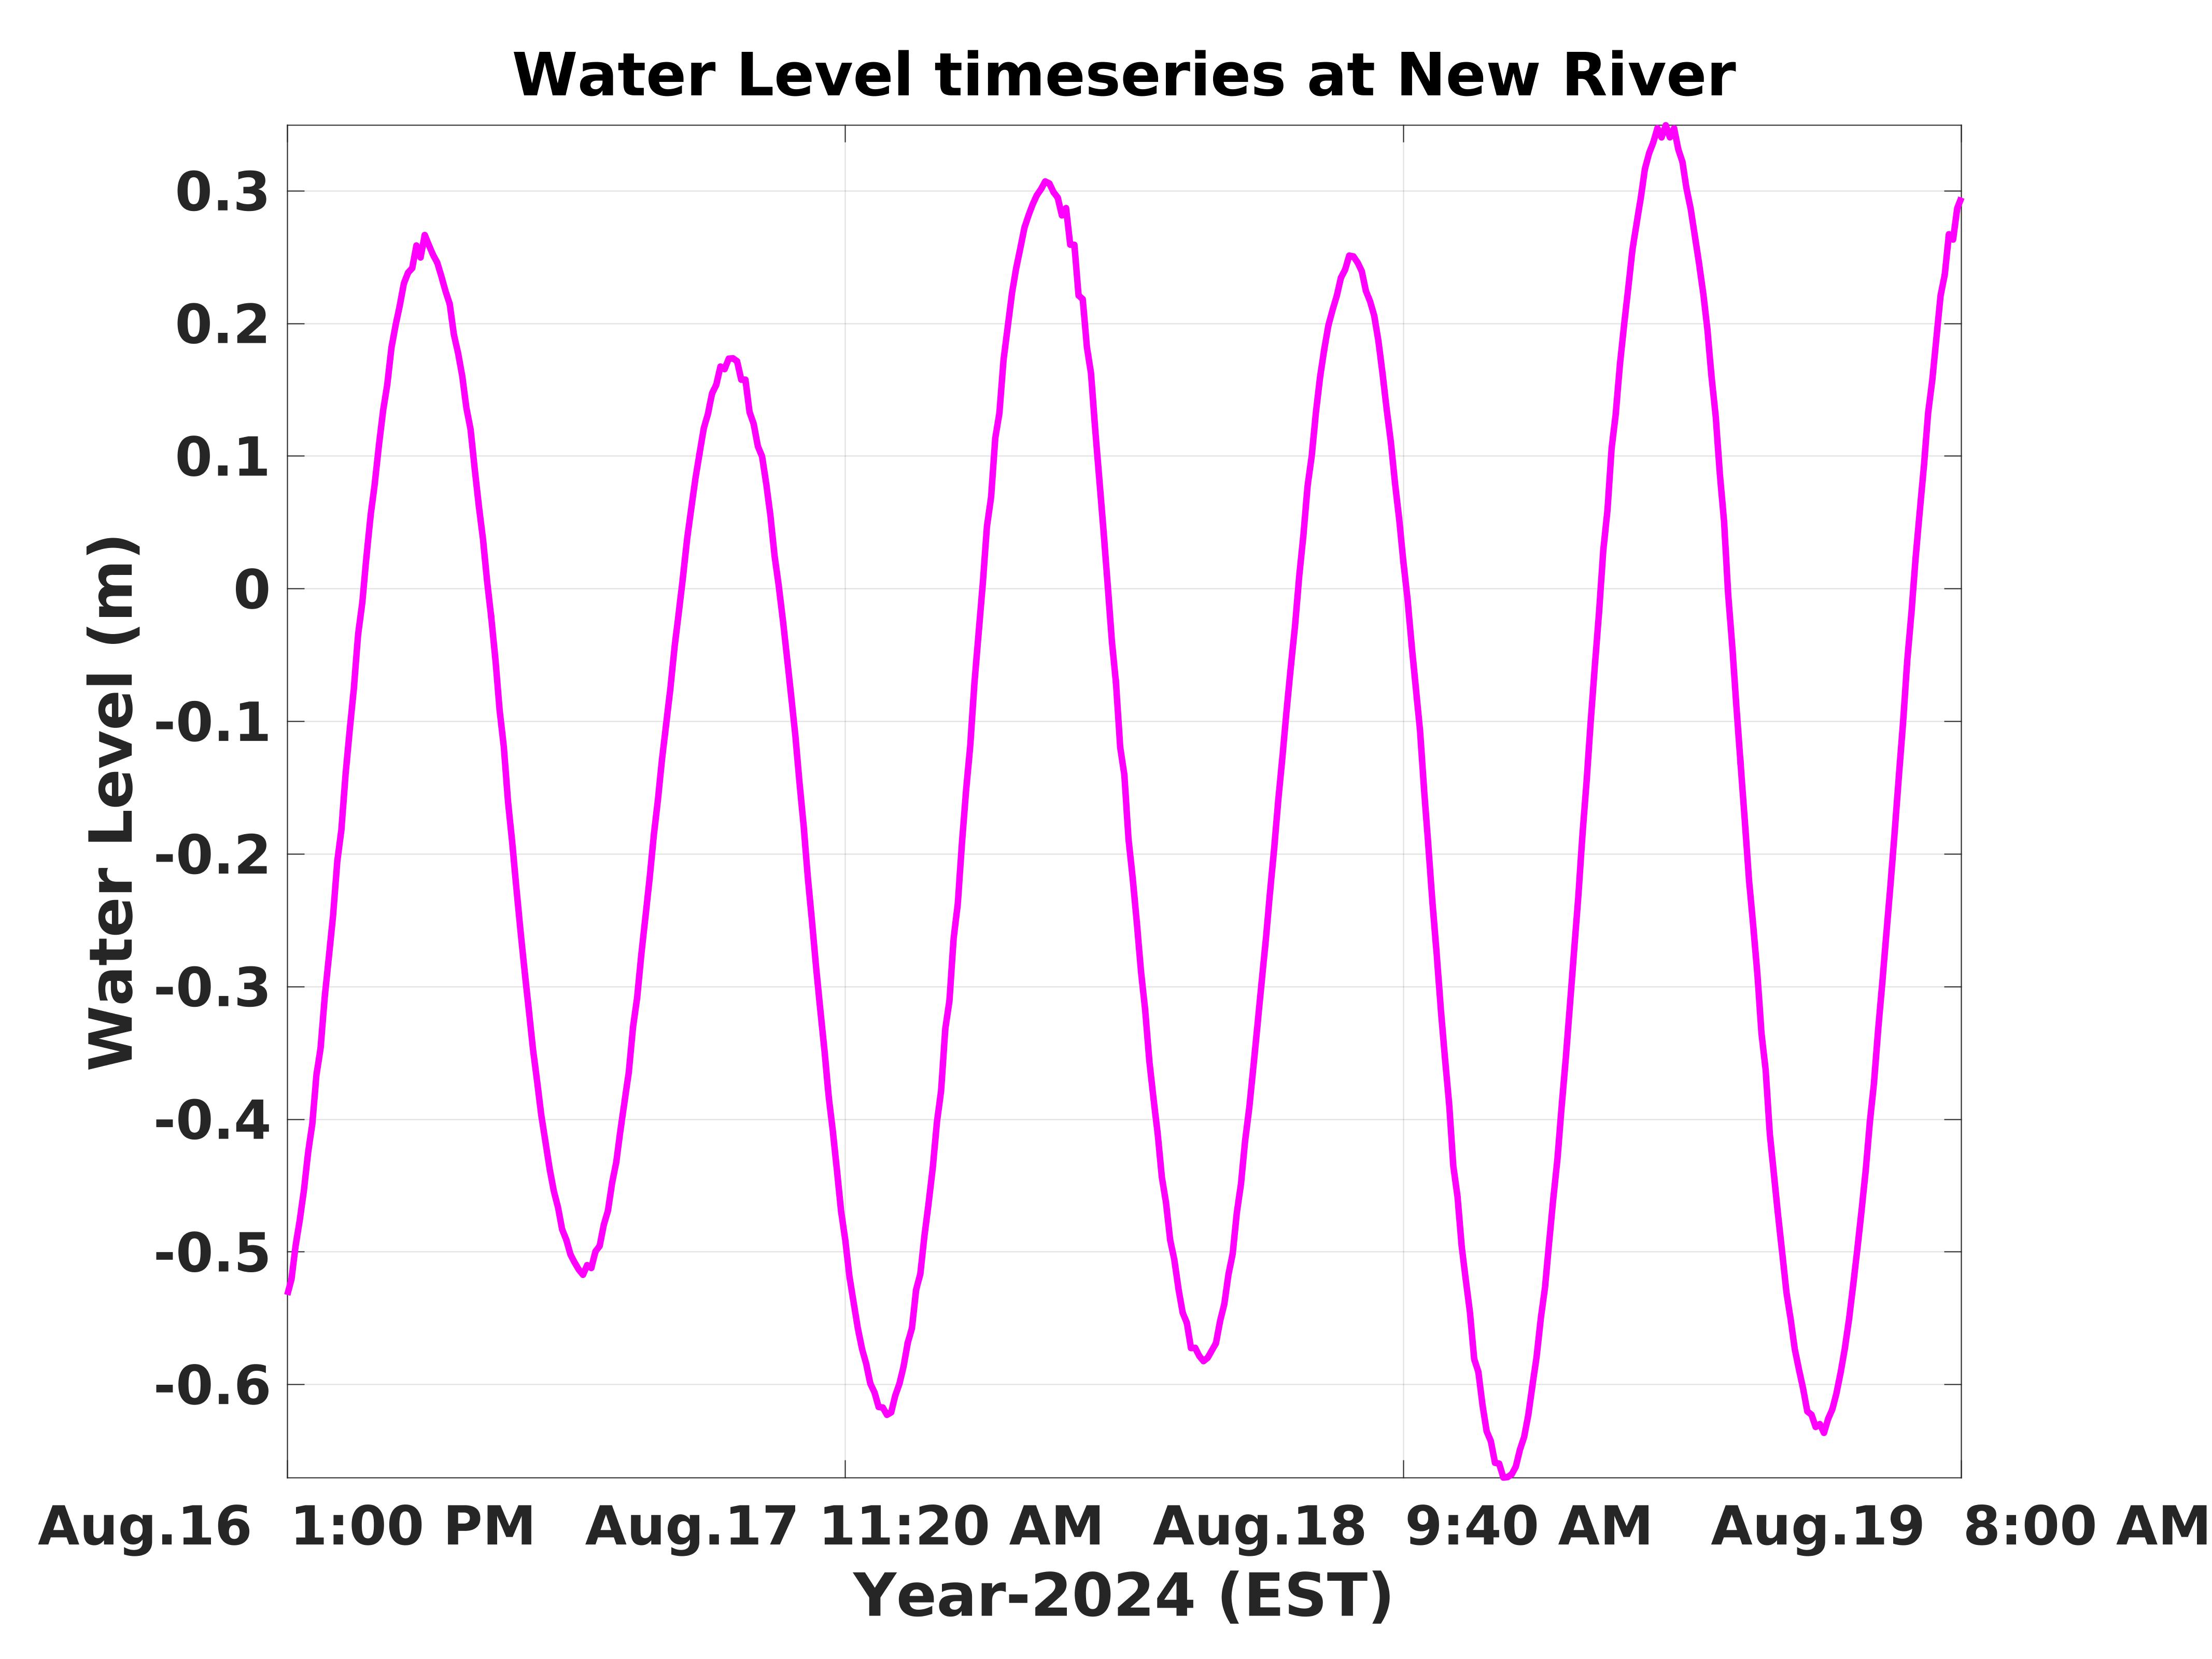 Water Level timeseries at New River
0.3
0.2
0.1
0
-0.1
-0.2
-0.3
-0.4
-0.5
-0.6
Water Level (m)
Aug.16 1:00 PM
Aug.17 11:20 AM
Aug.18 9:40 AM
Aug.19 8:00 AM
Year-2024 (EST)